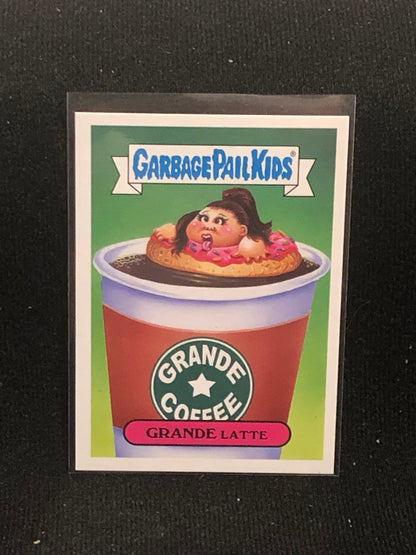 GARBAGE PAIL KIDS®
GRANDE
COFFEE
GRANDE LATTE